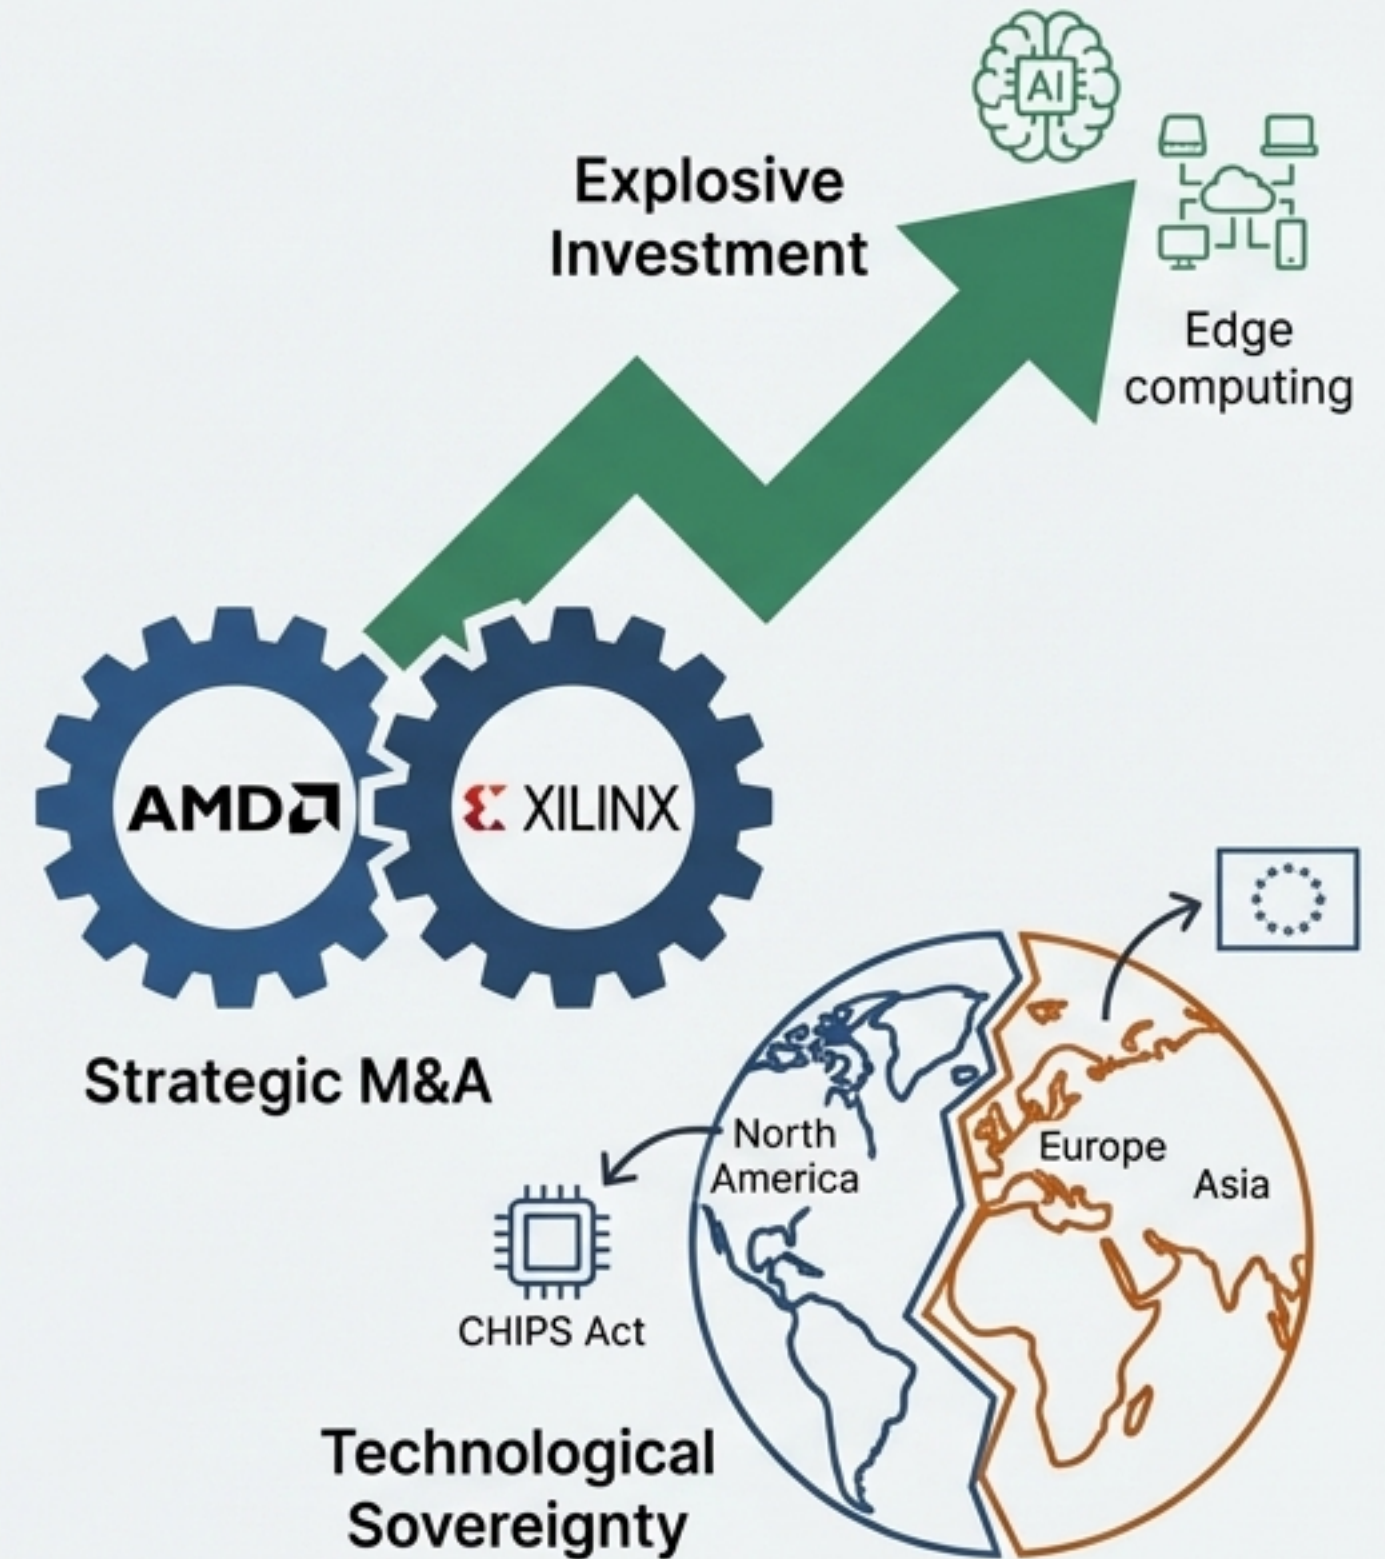 AI
Explosive
Investment
Edge
computing
AMD
XILINX
Strategic M&A
North
America
Europe
Asia
CHIPS Act
Technological
Sovereignty